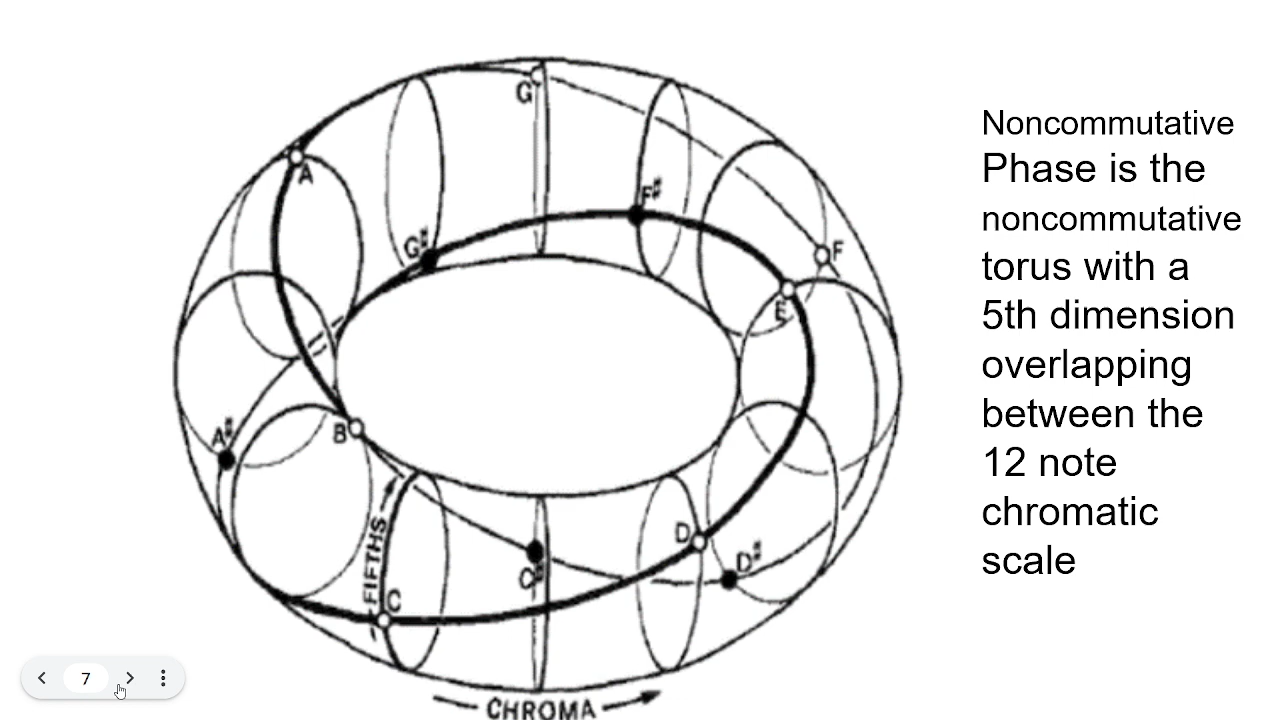 G
A
F♯
G♯
F
E
A♯
B
D
C♯
D♯
FIFTHS
C
CHROMA
Noncommutative
Phase is the
noncommutative
torus with a
5th dimension
overlapping
between the
12 note
chromatic
scale
7